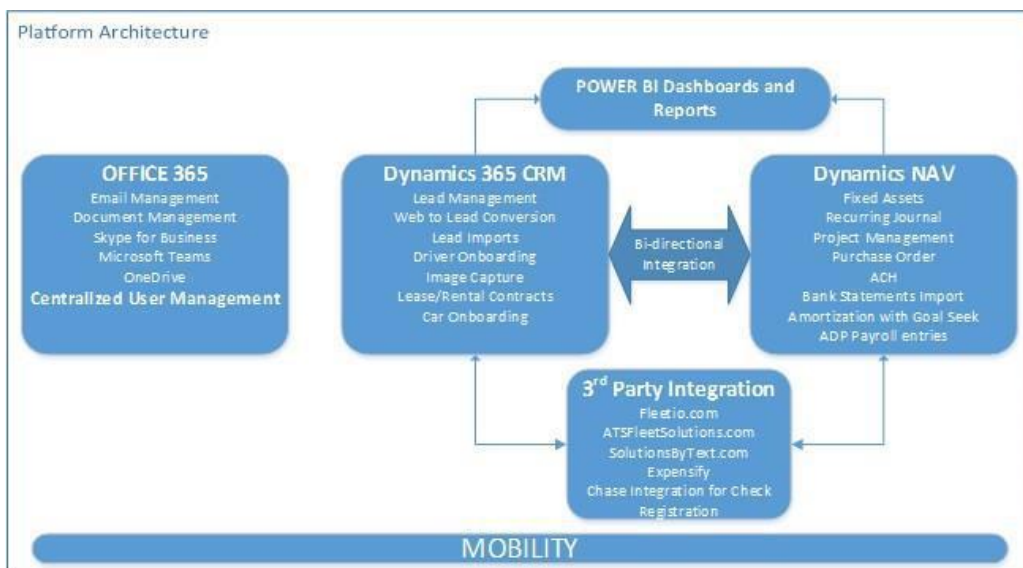 Platform Architecture
POWER BI Dashboards and
Reports
OFFICE 365
Email Management
Document Management
Skype for Business
Microsoft Teams
OneDrive
Centralized User Management
Dynamics 365 CRM
Lead Management
Web to Lead Conversion
Lead Imports
Driver Onboarding
Image Capture
Lease/Rental Contracts
Car Onboarding
Bi-directional
Integration
Dynamics NAV
Fixed Assets
Recurring Journal
Project Management
Purchase Order
ACH
Bank Statements Import
Amortization with Goal Seek
ADP Payroll entries
3rd Party Integration
Fleetio.com
ATSFleetSolutions.com
SolutionsByText.com
Expensify
Chase Integration for Check
Registration
MOBILITY